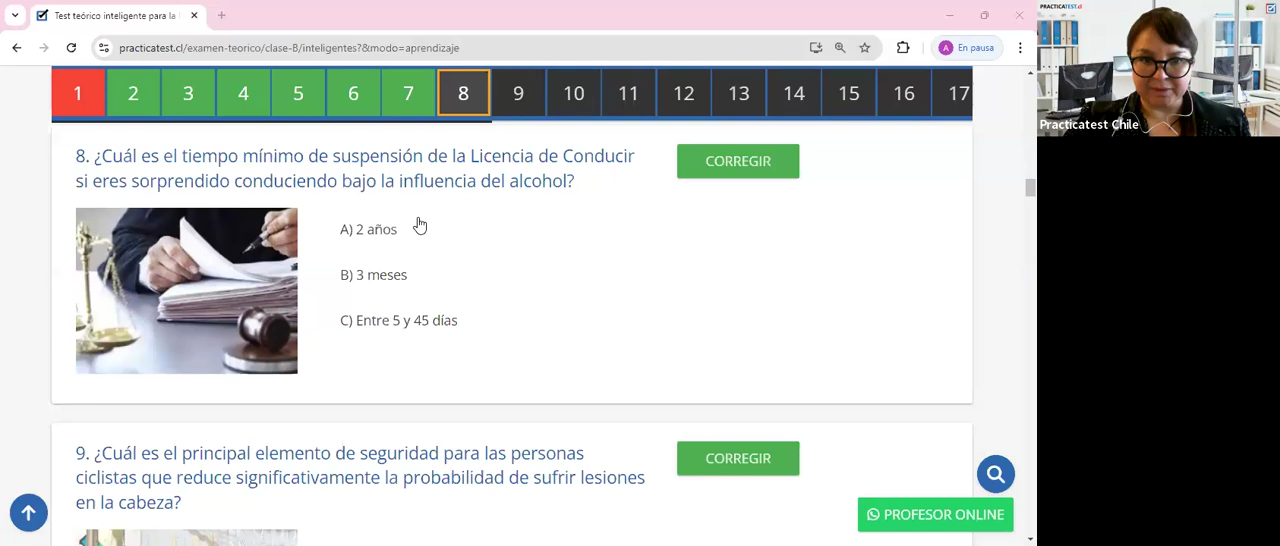 Test teórico inteligente para la
practicatest.cl/examen-teorico/clase-B/inteligentes?&modo=aprendizaje
A En pausa
PRACTICATEST.cl
Practicatest Chile
1 2 3 4 5 6 7 8 9 10 11 12 13 14 15 16 17
8. ¿Cuál es el tiempo mínimo de suspensión de la Licencia de Conducir
si eres sorprendido conduciendo bajo la influencia del alcohol?
CORREGIR
A) 2 años
B) 3 meses
C) Entre 5 y 45 días
9. ¿Cuál es el principal elemento de seguridad para las personas
ciclistas que reduce significativamente la probabilidad de sufrir lesiones
en la cabeza?
CORREGIR
PROFESOR ONLINE